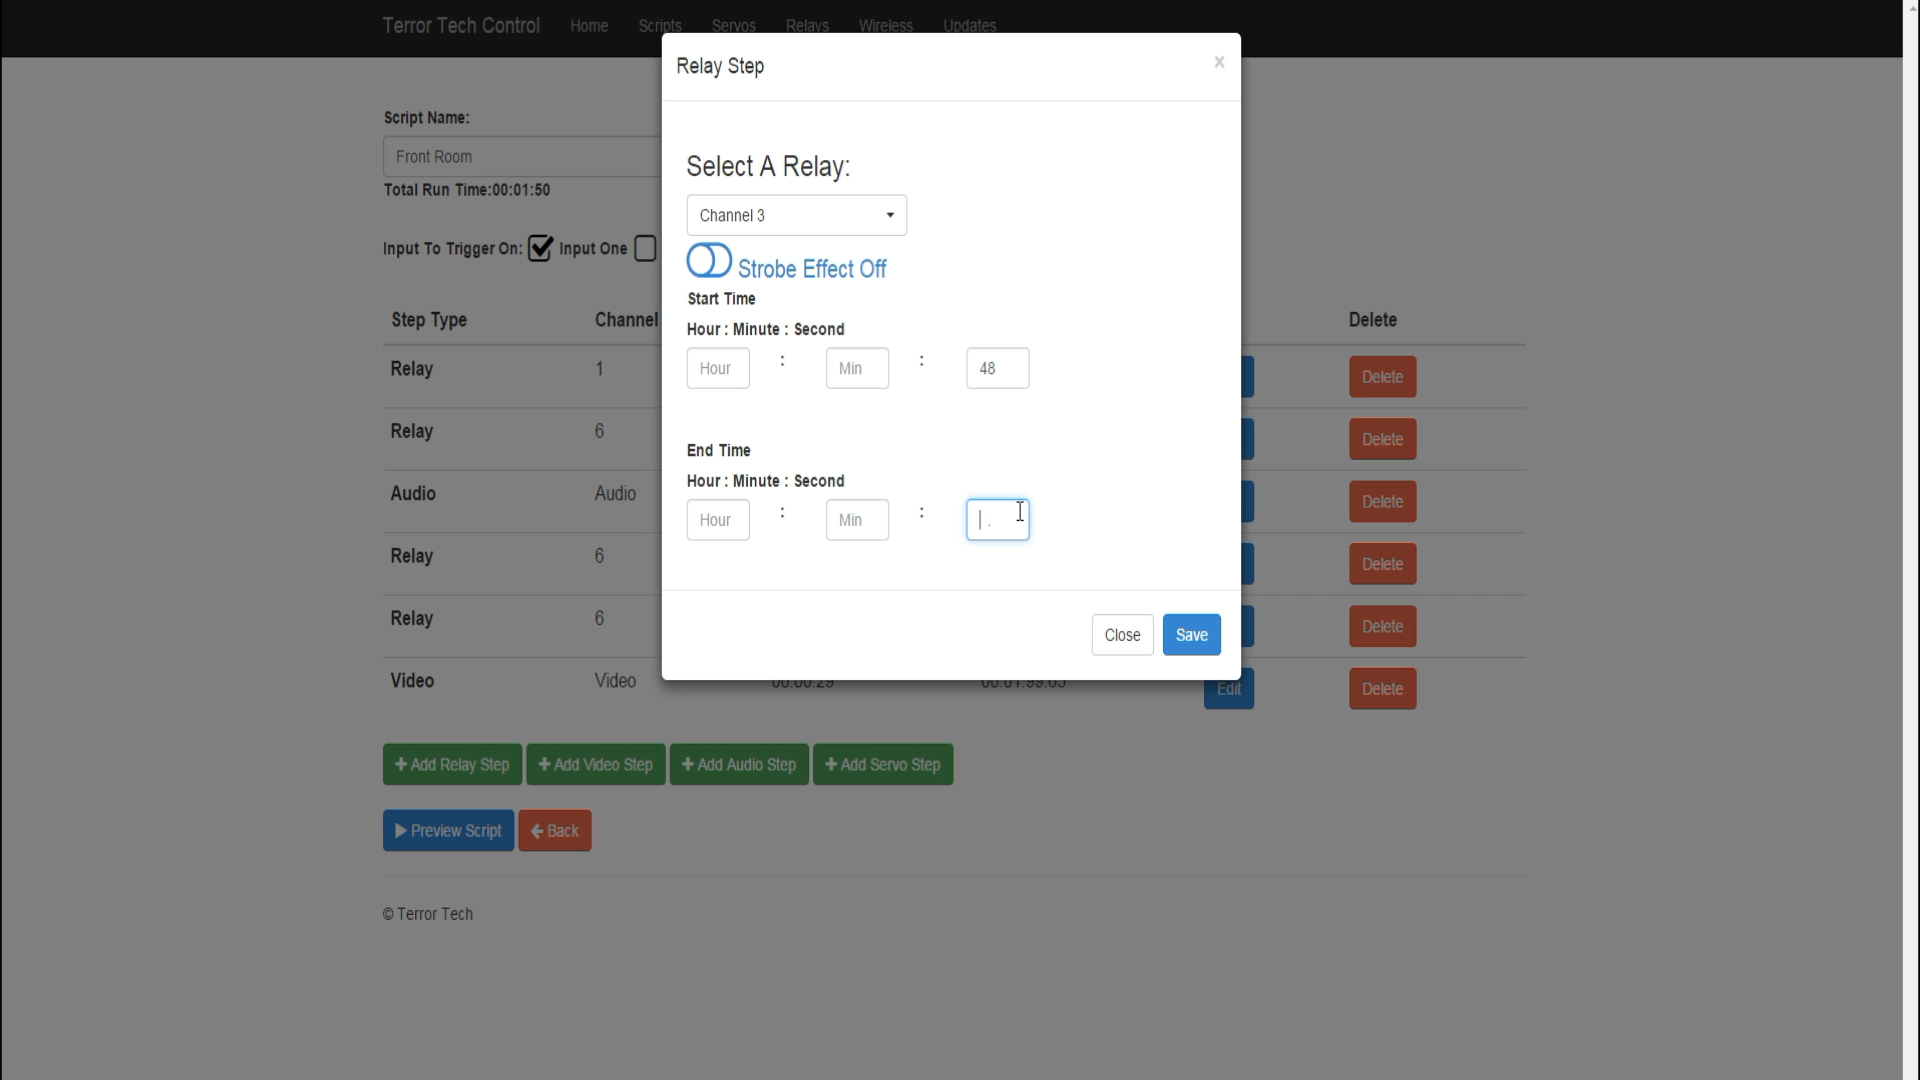 Terror Tech Control Home Scripts Servos Relays Wireless Updates
Relay Step ×
Script Name:
Front Room
Total Run Time:00:01:50
Input To Trigger On: Input One
Select A Relay:
Channel 3
Strobe Effect Off
Start Time
Hour : Minute : Second
Hour : Min : 48
End Time
Hour : Minute : Second
Hour : Min : .
Close Save
Step Type Channel Delete
Relay 1 Delete
Relay 6 Delete
Audio Audio Delete
Relay 6 Delete
Relay 6 Delete
Video Video 00:00:29 Edit Delete
Add Relay Step Add Video Step Add Audio Step Add Servo Step
Preview Script Back
© Terror Tech